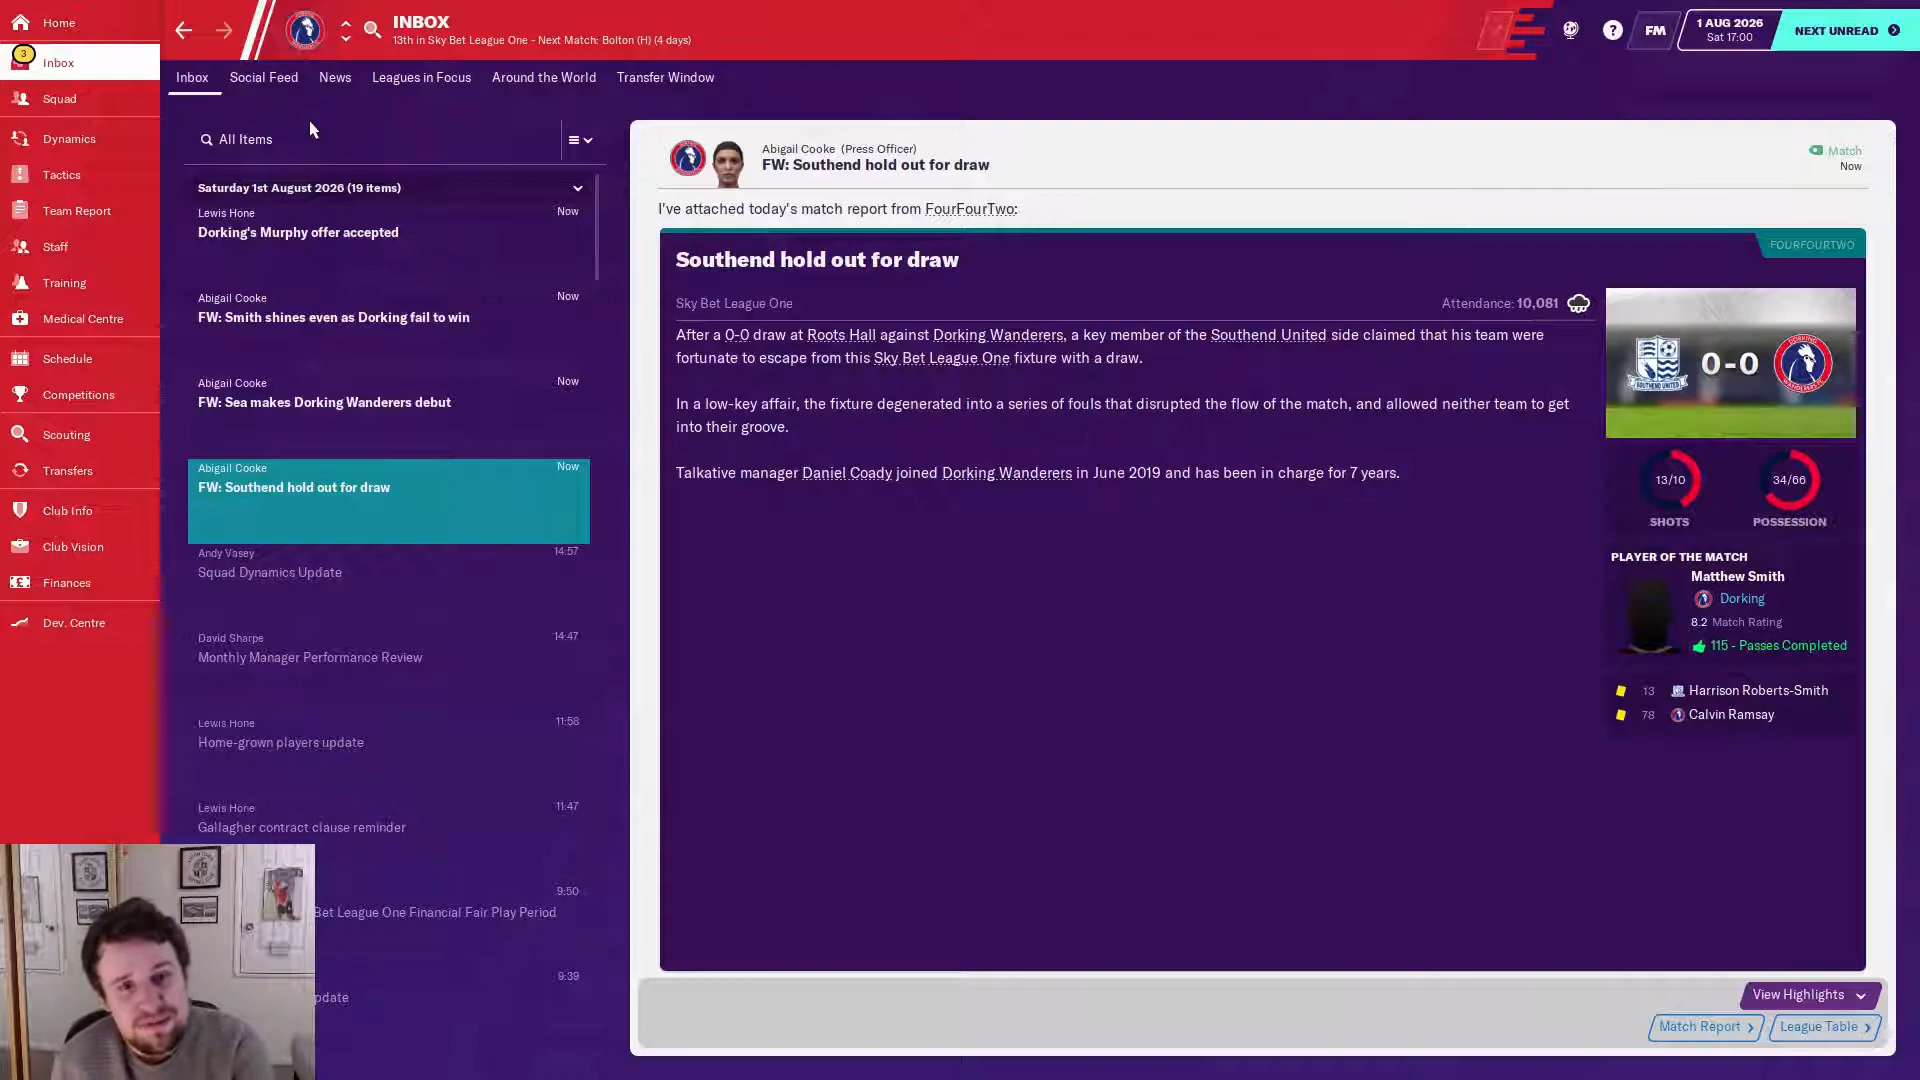 Home
3
Inbox
Squad
Dynamics
Tactics
Team Report
Staff
Training
Medical Centre
Schedule
Competitions
Scouting
Transfers
Club Info
Club Vision
Finances
Dev. Centre
INBOX
13th in Sky Bet League One - Next Match: Bolton (H) (4 days)
?
FM
1 AUG 2026
Sat 17:00
NEXT UNREAD
Inbox
Social Feed
News
Leagues in Focus
Around the World
Transfer Window
All Items
Saturday 1st August 2026 (19 items)
Lewis Hone Now
Dorking's Murphy offer accepted
Abigail Cooke Now
FW: Smith shines even as Dorking fail to win
Abigail Cooke Now
FW: Sea makes Dorking Wanderers debut
Abigail Cooke Now
FW: Southend hold out for draw
Andy Vasey 14:57
Squad Dynamics Update
David Sharpe 14:47
Monthly Manager Performance Review
Lewis Hone 11:58
Home-grown players update
Lewis Hone 11:47
Gallagher contract clause reminder
9:50
Bet League One Financial Fair Play Period
9:39
pdate
Abigail Cooke (Press Officer)
FW: Southend hold out for draw
Match
Now
I've attached today's match report from FourFourTwo:
FOURFOURTWO
Southend hold out for draw
Sky Bet League One
Attendance: 10,081
After a 0-0 draw at Roots Hall against Dorking Wanderers, a key member of the Southend United side claimed that his team were
fortunate to escape from this Sky Bet League One fixture with a draw.
In a low-key affair, the fixture degenerated into a series of fouls that disrupted the flow of the match, and allowed neither team to get
into their groove.
Talkative manager Daniel Coady joined Dorking Wanderers in June 2019 and has been in charge for 7 years.
SOUTHEND UNITED
0-0
DORKING
WANDERERS
13/10
34/66
SHOTS
POSSESSION
PLAYER OF THE MATCH
Matthew Smith
Dorking
8.2 Match Rating
115 - Passes Completed
13 Harrison Roberts-Smith
78 Calvin Ramsay
View Highlights
Match Report
League Table